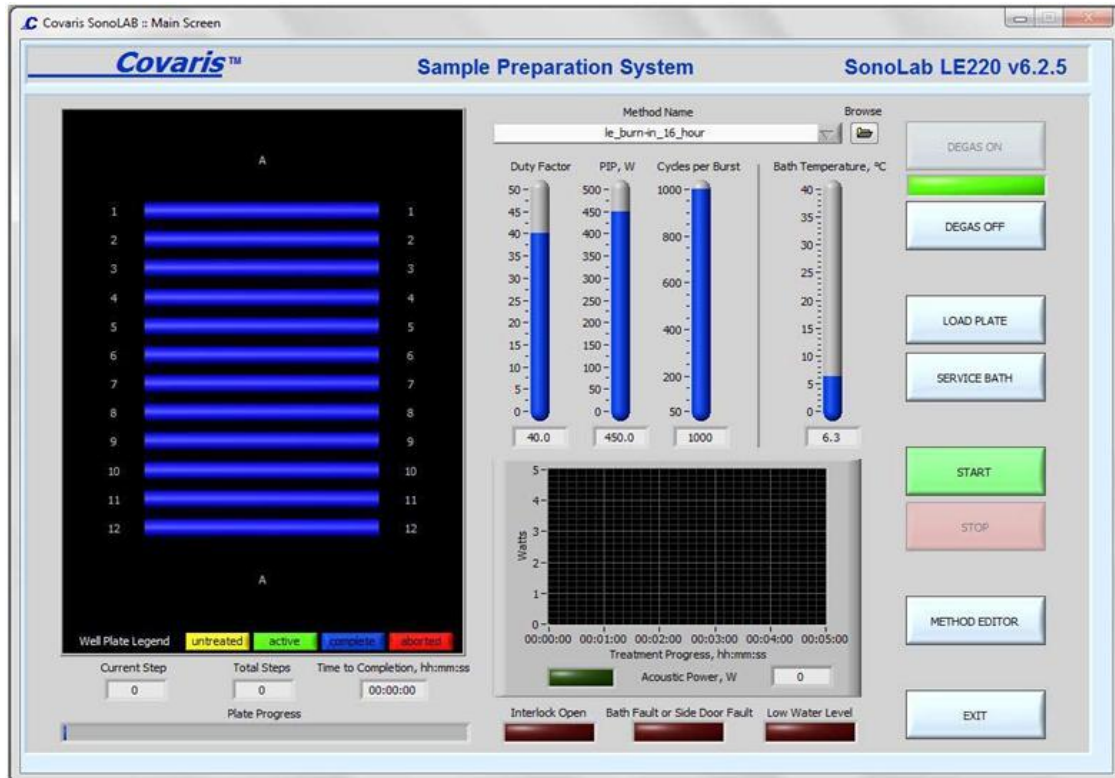 Covaris SonoLAB :: Main Screen
Covaris™ Sample Preparation System SonoLab LE220 v6.2.5
A
1 1
2 2
3 3
4 4
5 5
6 6
7 7
8 8
9 9
10 10
11 11
12 12
A
Well Plate Legend untreated active complete aborted
Current Step Total Steps Time to Completion, hh:mm:ss
0 0 00:00:00
Plate Progress
Method Name Browse
le_burn-in_16_hour
Duty Factor PIP, W Cycles per Burst Bath Temperature, ºC
50 45 40 35 30 25 20 15 10 5 0
500 450 400 350 300 250 200 150 100 50 0
1000 800 600 400 200 50
40 35 30 25 20 15 10 5 0
40.0 450.0 1000 6.3
Watts
5
4
3
2
1
0
00:00:00 00:01:00 00:02:00 00:03:00 00:04:00 00:05:00
Treatment Progress, hh:mm:ss
Acoustic Power, W 0
Interlock Open Bath Fault or Side Door Fault Low Water Level
DEGAS ON
DEGAS OFF
LOAD PLATE
SERVICE BATH
START
STOP
METHOD EDITOR
EXIT